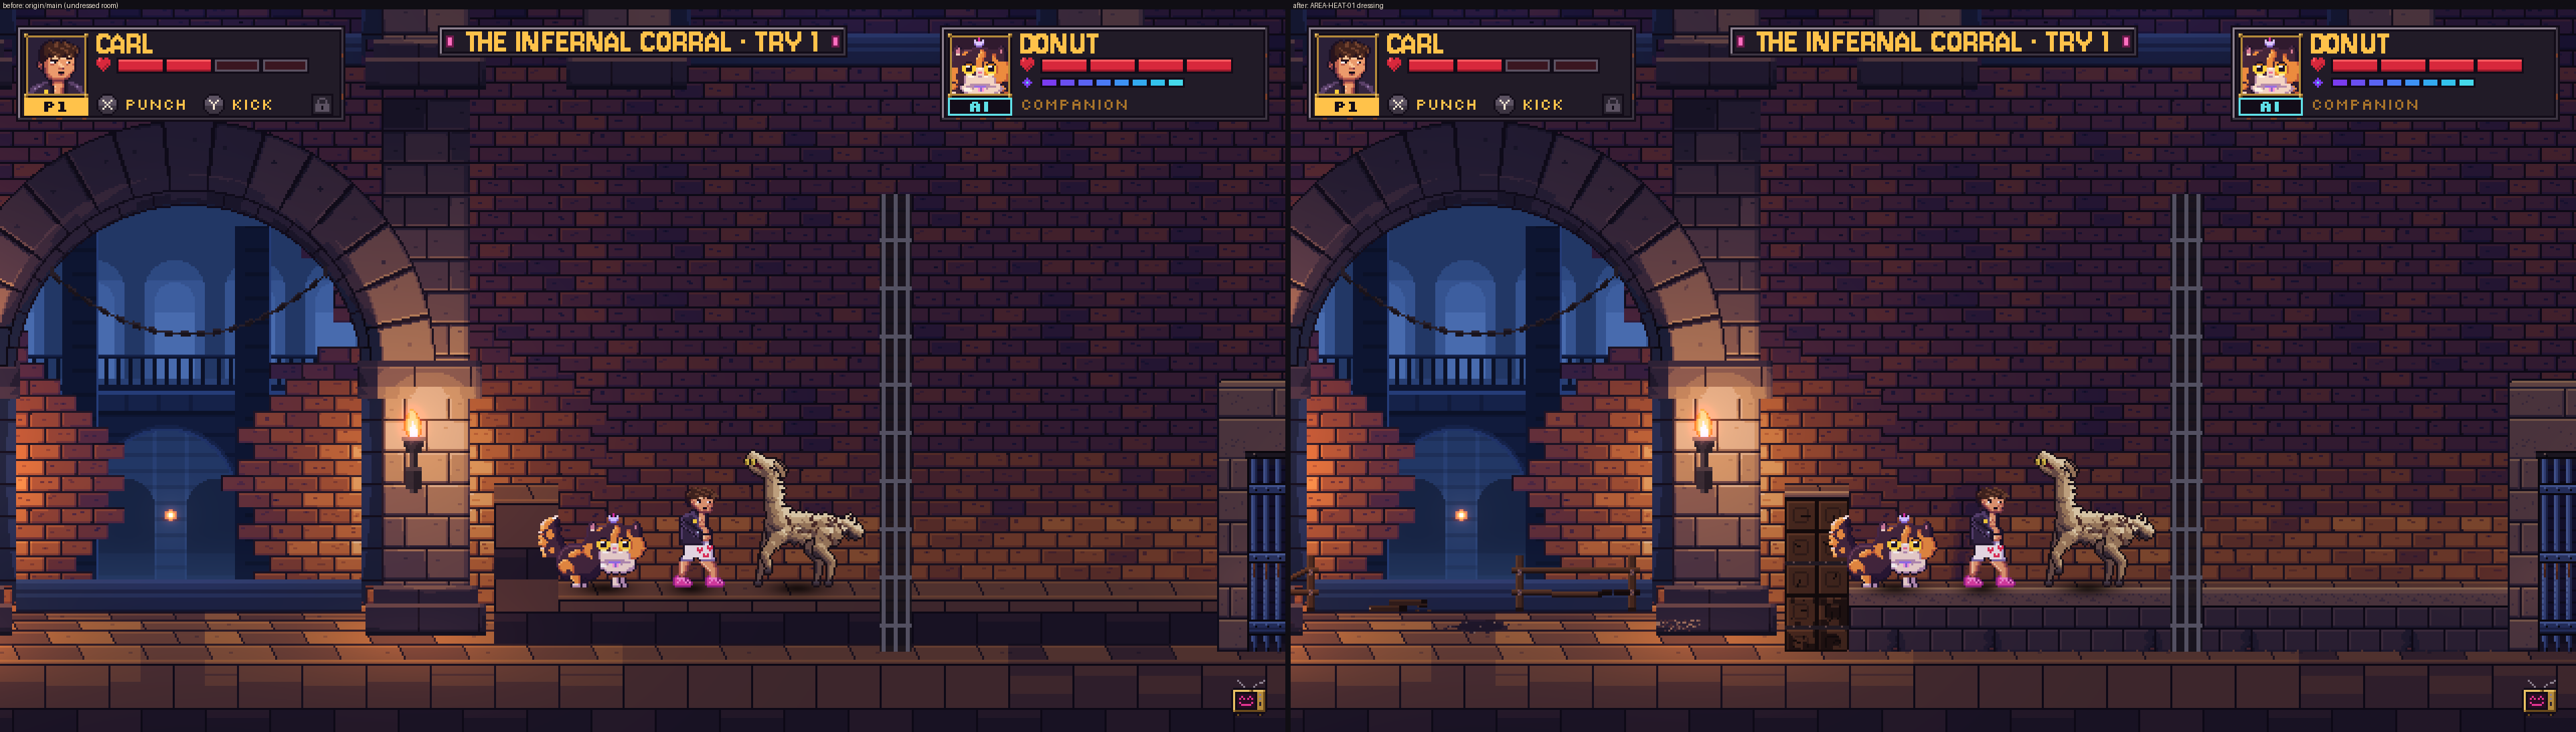 before: origin/main (undressed room)
CARL
P1
X PUNCH Y KICK
THE INFERNAL CORRAL · TRY 1
DONUT
AI
COMPANION
after: AREA-HEAT-01 dressing
CARL
P1
X PUNCH Y KICK
THE INFERNAL CORRAL · TRY 1
DONUT
AI
COMPANION